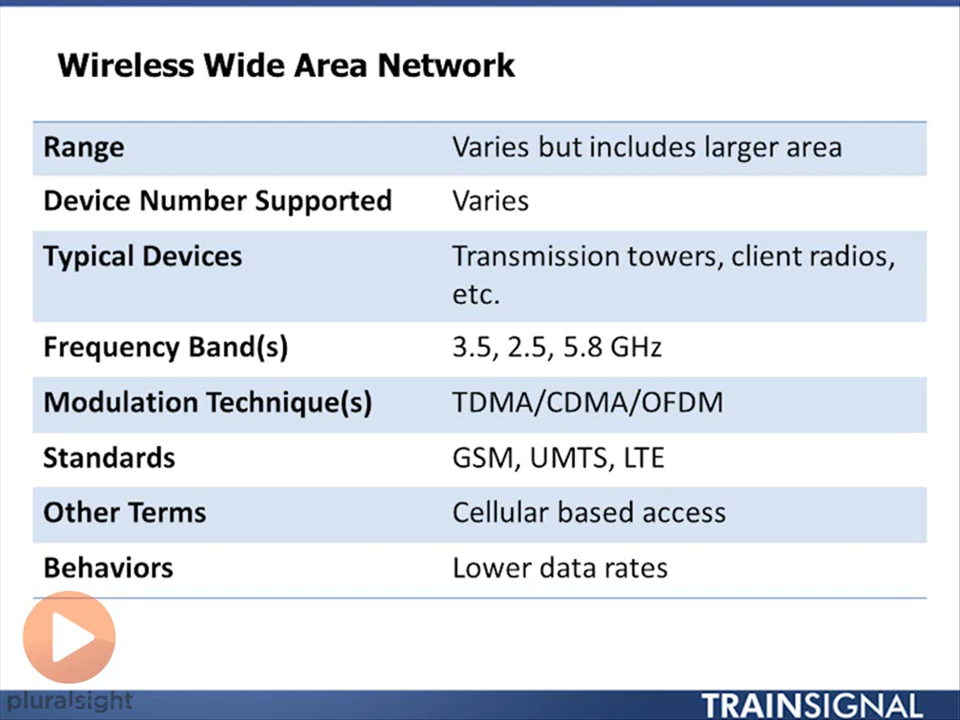 Wireless Wide Area Network
Range Varies but includes larger area
Device Number Supported Varies
Typical Devices Transmission towers, client radios,
etc.
Frequency Band(s) 3.5, 2.5, 5.8 GHz
Modulation Technique(s) TDMA/CDMA/OFDM
Standards GSM, UMTS, LTE
Other Terms Cellular based access
Behaviors Lower data rates
pluralsight
TRAINSIGNAL